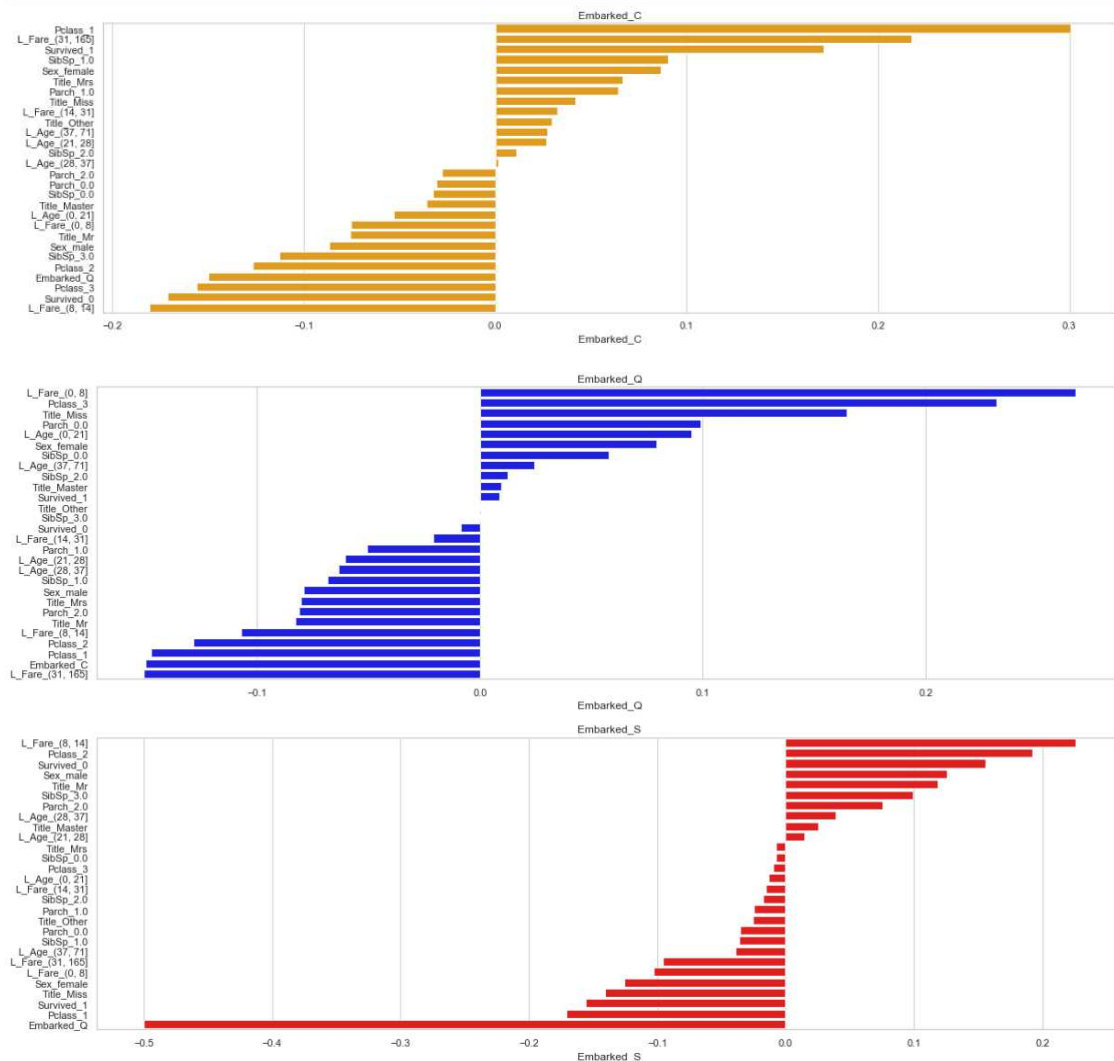 Embarked_C
Pclass_1
L_Fare_(31, 165]
Survived_1
SibSp_1.0
Sex_female
Title_Mrs
Parch_1.0
Title_Miss
L_Fare_(14, 31]
Title_Other
L_Age_(37, 71]
L_Age_(21, 28]
SibSp_2.0
L_Age_(28, 37]
Parch_2.0
Parch_0.0
SibSp_0.0
Title_Master
L_Age_(0, 21]
L_Fare_(0, 8]
Title_Mr
Sex_male
SibSp_3.0
Pclass_2
Embarked_Q
Pclass_3
Survived_0
L_Fare_(8, 14]
−0.2 −0.1 0.0 0.1 0.2 0.3
Embarked_C
Embarked_Q
L_Fare_(0, 8]
Pclass_3
Title_Miss
Parch_0.0
L_Age_(0, 21]
Sex_female
SibSp_0.0
L_Age_(37, 71]
SibSp_2.0
Title_Master
Survived_1
Title_Other
SibSp_3.0
Survived_0
L_Fare_(14, 31]
Parch_1.0
L_Age_(21, 28]
L_Age_(28, 37]
SibSp_1.0
Sex_male
Title_Mrs
Parch_2.0
Title_Mr
L_Fare_(8, 14]
Pclass_2
Pclass_1
Embarked_C
L_Fare_(31, 165]
−0.1 0.0 0.1 0.2
Embarked_Q
Embarked_S
L_Fare_(8, 14]
Pclass_2
Survived_0
Sex_male
Title_Mr
SibSp_3.0
Parch_2.0
L_Age_(28, 37]
Title_Master
L_Age_(21, 28]
Title_Mrs
SibSp_0.0
Pclass_3
L_Age_(0, 21]
L_Fare_(14, 31]
SibSp_2.0
Parch_1.0
Title_Other
Parch_0.0
SibSp_1.0
L_Age_(37, 71]
L_Fare_(31, 165]
L_Fare_(0, 8]
Sex_female
Title_Miss
Survived_1
Pclass_1
Embarked_Q
−0.5 −0.4 −0.3 −0.2 −0.1 0.0 0.1 0.2
Embarked_S